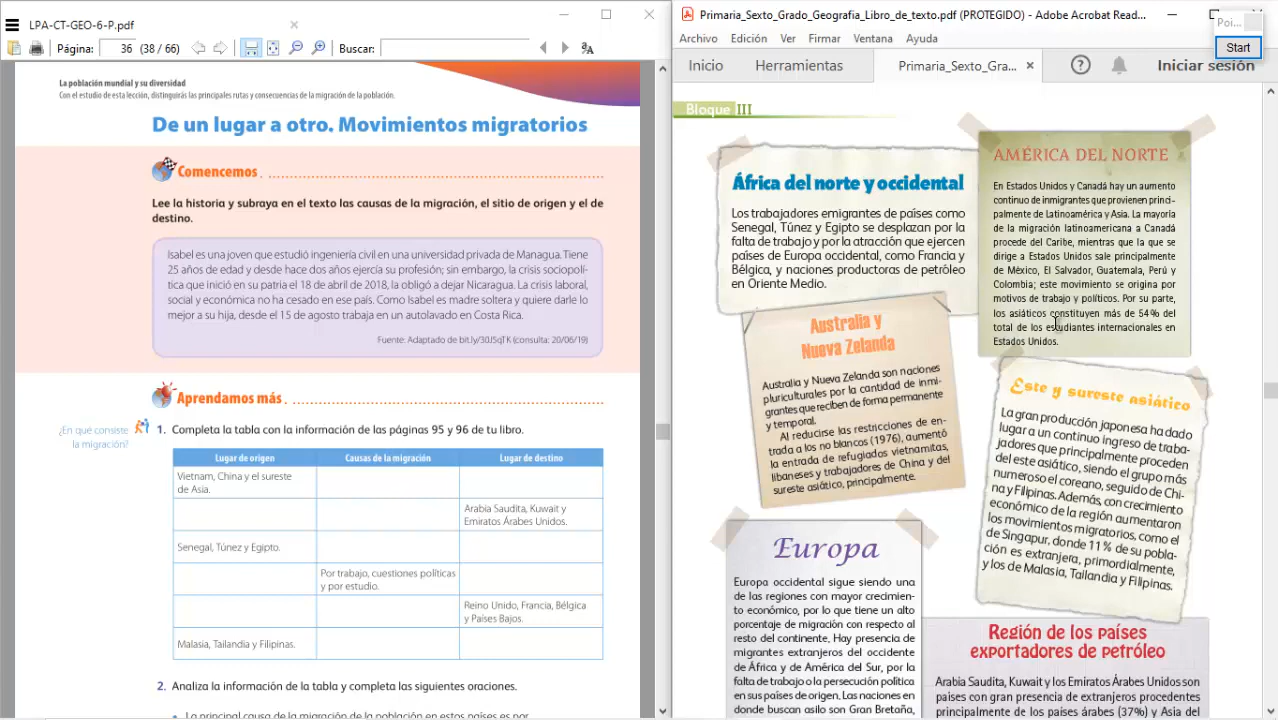 LPA-CT-GEO-6-P.pdf
Página: 36 (38 / 66)
Buscar:
La población mundial y su diversidad
Con el estudio de esta lección, distinguirás las principales rutas y consecuencias de la migración de la población.
De un lugar a otro. Movimientos migratorios
Comencemos
Lee la historia y subraya en el texto las causas de la migración, el sitio de origen y el de
destino.
Isabel es una joven que estudió ingeniería civil en una universidad privada de Managua. Tiene
25 años de edad y desde hace dos años ejercía su profesión; sin embargo, la crisis sociopolí-
tica que inició en su patria el 18 de abril de 2018, la obligó a dejar Nicaragua. La crisis laboral,
social y económica no ha cesado en ese país. Como Isabel es madre soltera y quiere darle lo
mejor a su hija, desde el 15 de agosto trabaja en un autolavado en Costa Rica.
Fuente: Adaptado de bit.ly/30J5qTK (consulta: 20/06/19)
Aprendamos más
¿En qué consiste
la migración?
1. Completa la tabla con la información de las páginas 95 y 96 de tu libro.
Lugar de origen Causas de la migración Lugar de destino
Vietnam, China y el sureste
de Asia.
Arabia Saudita, Kuwait y
Emiratos Árabes Unidos.
Senegal, Túnez y Egipto.
Por trabajo, cuestiones políticas
y por estudio.
Reino Unido, Francia, Bélgica
y Países Bajos.
Malasia, Tailandia y Filipinas.
2. Analiza la información de la tabla y completa las siguientes oraciones.
La principal causa de la migración de la población en estos países es por
Primaria_Sexto_Grado_Geografia_Libro_de_texto.pdf (PROTEGIDO) - Adobe Acrobat Read...
Poi...
Start
Archivo Edición Ver Firmar Ventana Ayuda
Inicio Herramientas Primaria_Sexto_Gra... Iniciar sesión
Bloque III
África del norte y occidental
Los trabajadores emigrantes de países como
Senegal, Túnez y Egipto se desplazan por la
falta de trabajo y por la atracción que ejercen
países de Europa occidental, como Francia y
Bélgica, y naciones productoras de petróleo
en Oriente Medio.
AMÉRICA DEL NORTE
En Estados Unidos y Canadá hay un aumento
continuo de inmigrantes que provienen princi-
palmente de Latinoamérica y Asia. La mayoría
de la migración latinoamericana a Canadá
procede del Caribe, mientras que la que se
dirige a Estados Unidos sale principalmente
de México, El Salvador, Guatemala, Perú y
Colombia; este movimiento se origina por
motivos de trabajo y políticos. Por su parte,
los asiáticos constituyen más de 54% del
total de los estudiantes internacionales en
Estados Unidos.
Australia y
Nueva Zelanda
Australia y Nueva Zelanda son naciones
pluriculturales por la cantidad de inmi-
grantes que reciben de forma permanente
y temporal.
Al reducirse las restricciones de en-
trada a los no blancos (1976), aumentó
la entrada de refugiados vietnamitas,
libaneses y trabajadores de China y del
sureste asiático, principalmente.
Este y sureste asiático
La gran producción japonesa ha dado
lugar a un continuo ingreso de traba-
jadores que principalmente proceden
del este asiático, siendo el grupo más
numeroso el coreano, seguido de Chi-
na y Filipinas. Además, con crecimiento
económico de la región aumentaron
los movimientos migratorios, como el
de Singapur, donde 11% de su pobla-
ción es extranjera, primordialmente,
y los de Malasia, Tailandia y Filipinas.
Europa
Europa occidental sigue siendo una
de las regiones con mayor crecimien-
to económico, por lo que tiene un alto
porcentaje de migración con respecto al
resto del continente. Hay presencia de
migrantes extranjeros del occidente
de África y de América del Sur, por la
falta de trabajo o la persecución política
en sus países de origen. Las naciones en
donde buscan asilo son Gran Bretaña,
Región de los países
exportadores de petróleo
Arabia Saudita, Kuwait y los Emiratos Árabes Unidos son
países con gran presencia de extranjeros procedentes
principalmente de países árabes (37%) y Asia del